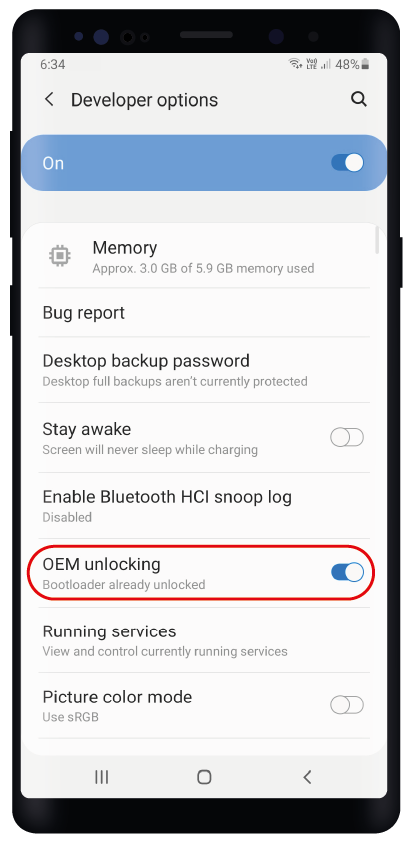 6:34 Vo) LTE 48%
Developer options
On
Memory
Approx. 3.0 GB of 5.9 GB memory used
Bug report
Desktop backup password
Desktop full backups aren't currently protected
Stay awake
Screen will never sleep while charging
Enable Bluetooth HCI snoop log
Disabled
OEM unlocking
Bootloader already unlocked
Running services
View and control currently running services
Picture color mode
Use sRGB